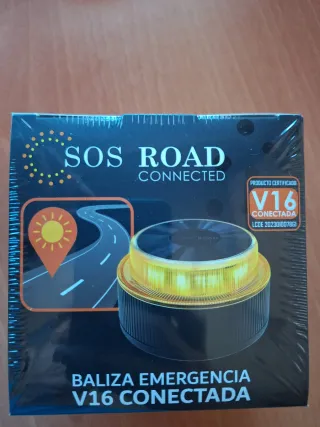 SOS ROAD
CONNECTED
PRODUCTO CERTIFICADO
V16
CONECTADA
BALIZA EMERGENCIA
V16 CONECTADA